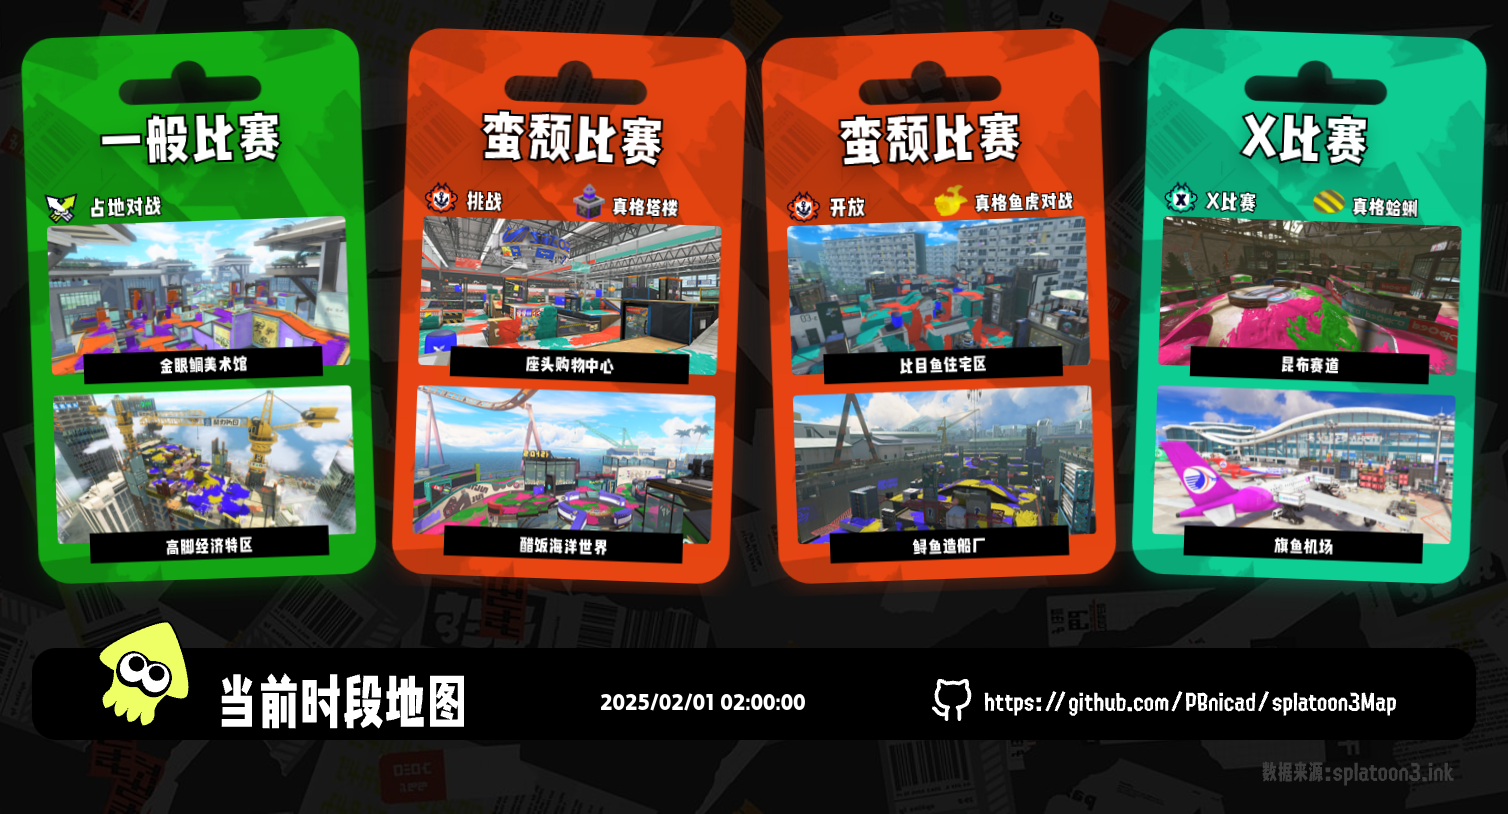 一般比赛
占地对战
金眼鲷美术馆
高脚经济特区
蛮颓比赛
挑战
真格塔楼
座头购物中心
醋饭海洋世界
蛮颓比赛
开放
真格鱼虎对战
比目鱼住宅区
鲟鱼造船厂
X比赛
X比赛
真格蛤蜊
昆布赛道
旗鱼机场
当前时段地图
2025/02/01 02:00:00
https://github.com/PBnicad/splatoon3Map
数据来源:splatoon3.ink